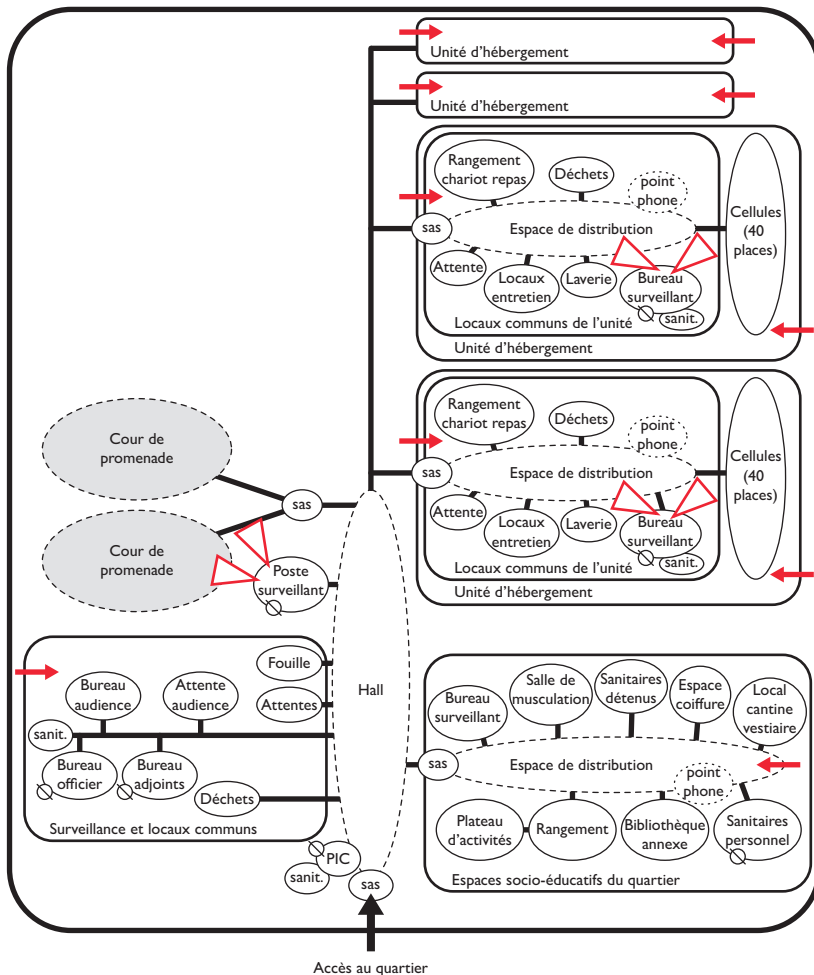 Unité d'hébergement
Unité d'hébergement
Rangement
chariot repas
Déchets
point
phone
sas
Espace de distribution
Cellules
(40
places)
Attente
Locaux
entretien
Laverie
Bureau
surveillant
sanit.
Locaux communs de l'unité
Unité d'hébergement
Rangement
chariot repas
Déchets
point
phone
sas
Espace de distribution
Cellules
(40
places)
Attente
Locaux
entretien
Laverie
Bureau
surveillant
sanit.
Locaux communs de l'unité
Unité d'hébergement
Cour de
promenade
sas
Cour de
promenade
Poste
surveillant
Hall
Fouille
Attentes
Bureau
audience
Attente
audience
sanit.
Bureau
officier
Bureau
adjoints
Déchets
Surveillance et locaux communs
PIC
sanit.
sas
Bureau
surveillant
Salle de
musculation
Sanitaires
détenus
Espace
coiffure
Local
cantine
vestiaire
sas
Espace de distribution
point
phone
Plateau
d'activités
Rangement
Bibliothèque
annexe
Sanitaires
personnel
Espaces socio-éducatifs du quartier
Accès au quartier